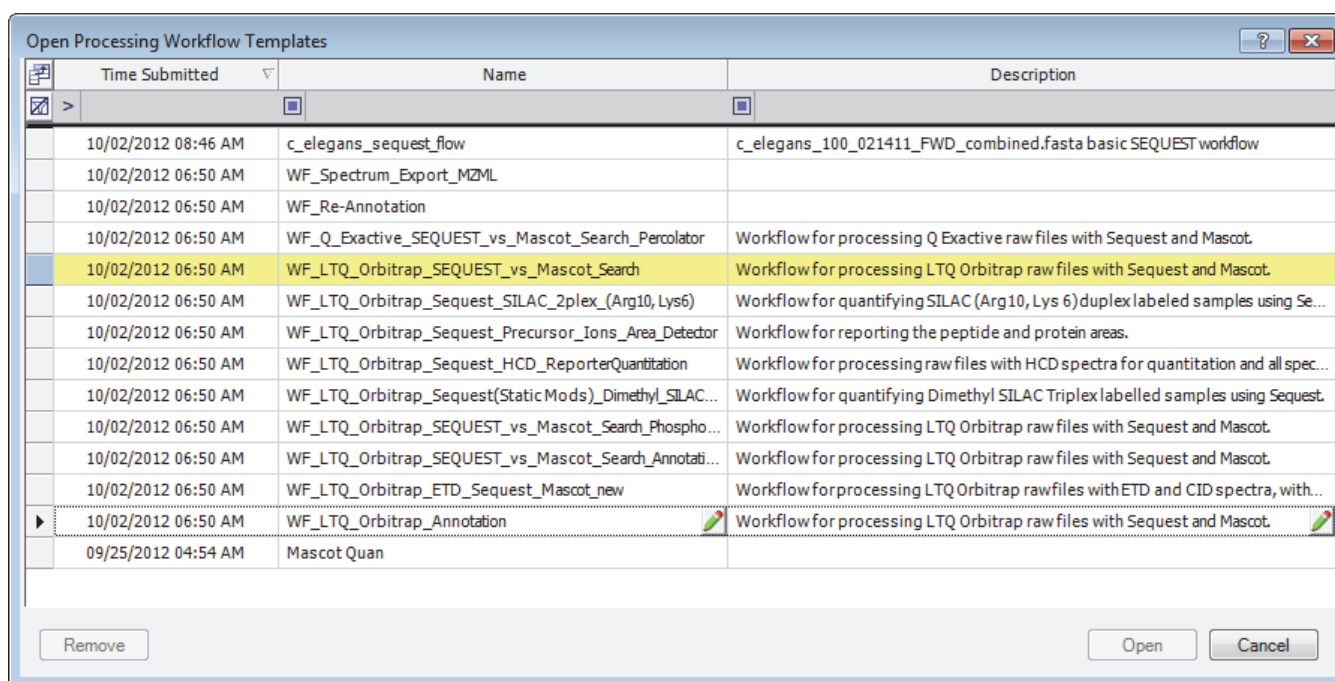 Open Processing Workflow Templates
Time Submitted Name Description
>
10/02/2012 08:46 AM c_elegans_sequest_flow c_elegans_100_021411_FWD_combined.fasta basic SEQUEST workflow
10/02/2012 06:50 AM WF_Spectrum_Export_MZML
10/02/2012 06:50 AM WF_Re-Annotation
10/02/2012 06:50 AM WF_Q_Exactive_SEQUEST_vs_Mascot_Search_Percolator Workflow for processing Q Exactive raw files with Sequest and Mascot.
10/02/2012 06:50 AM WF_LTQ_Orbitrap_SEQUEST_vs_Mascot_Search Workflow for processing LTQ Orbitrap raw files with Sequest and Mascot.
10/02/2012 06:50 AM WF_LTQ_Orbitrap_Sequest_SILAC_2plex_(Arg10, Lys6) Workflow for quantifying SILAC (Arg10, Lys 6) duplex labeled samples using Se...
10/02/2012 06:50 AM WF_LTQ_Orbitrap_Sequest_Precursor_Ions_Area_Detector Workflow for reporting the peptide and protein areas.
10/02/2012 06:50 AM WF_LTQ_Orbitrap_Sequest_HCD_ReporterQuantitation Workflow for processing raw files with HCD spectra for quantitation and all spec...
10/02/2012 06:50 AM WF_LTQ_Orbitrap_Sequest(Static Mods)_Dimethyl_SILAC... Workflow for quantifying Dimethyl SILAC Triplex labelled samples using Sequest.
10/02/2012 06:50 AM WF_LTQ_Orbitrap_SEQUEST_vs_Mascot_Search_Phospho... Workflow for processing LTQ Orbitrap raw files with Sequest and Mascot.
10/02/2012 06:50 AM WF_LTQ_Orbitrap_SEQUEST_vs_Mascot_Search_Annotati... Workflow for processing LTQ Orbitrap raw files with Sequest and Mascot.
10/02/2012 06:50 AM WF_LTQ_Orbitrap_ETD_Sequest_Mascot_new Workflow for processing LTQ Orbitrap raw files with ETD and CID spectra, with...
10/02/2012 06:50 AM WF_LTQ_Orbitrap_Annotation Workflow for processing LTQ Orbitrap raw files with Sequest and Mascot.
09/25/2012 04:54 AM Mascot Quan
Remove Open Cancel